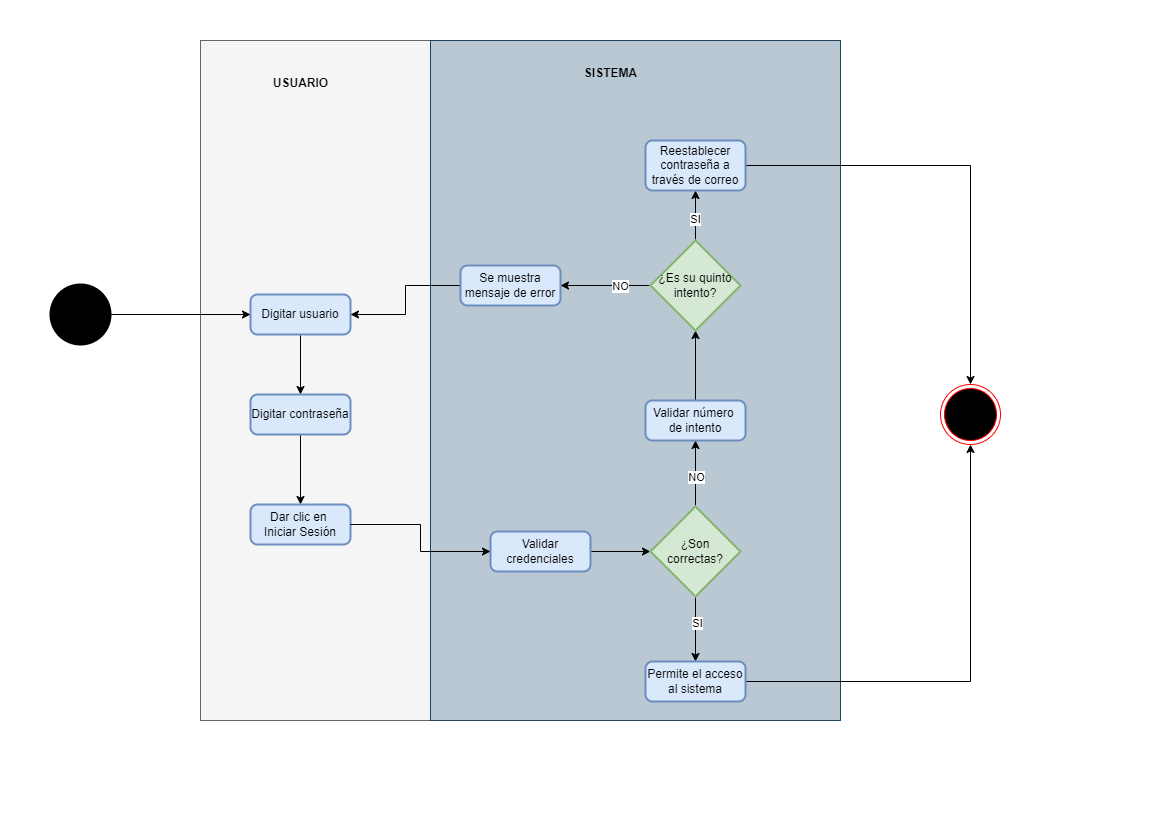 USUARIO
SISTEMA
Reestablecer
contraseña a
través de correo
SI
¿Es su quinto
intento?
NO
Se muestra
mensaje de error
Digitar usuario
Digitar contraseña
Validar número
de intento
NO
Dar clic en
Iniciar Sesión
Validar
credenciales
¿Son
correctas?
SI
Permite el acceso
al sistema